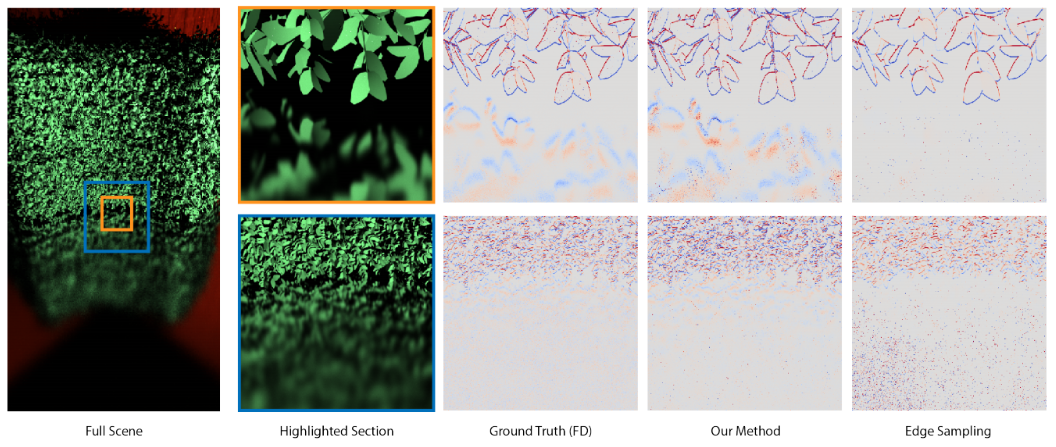 Full Scene
Highlighted Section
Ground Truth (FD)
Our Method
Edge Sampling